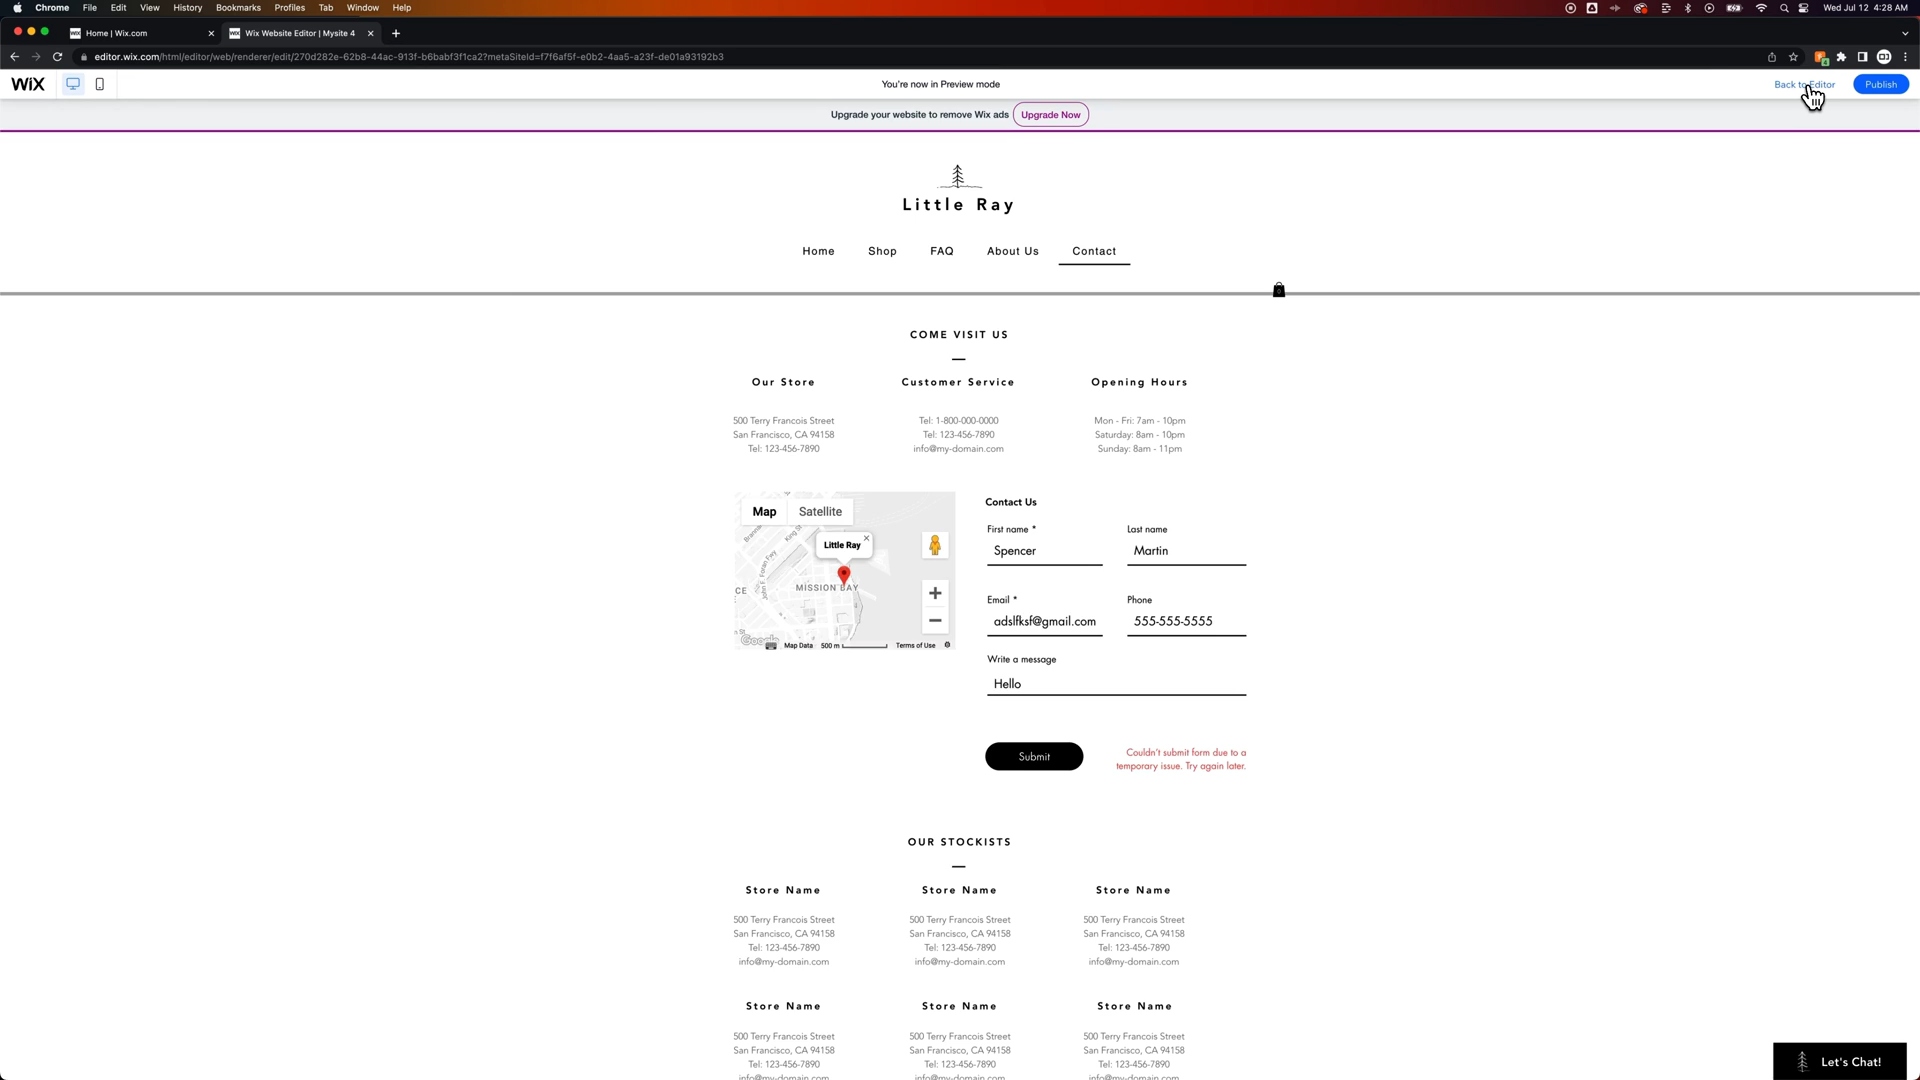 Chrome File Edit View History Bookmarks Profiles Tab Window Help
Wed Jul 12 4:28 AM
Home | Wix.com
Wix Website Editor | Mysite 4
editor.wix.com/html/editor/web/renderer/edit/270d282e-62b8-44ac-913f-b6babf3f1ca2?metaSiteId=f7f6af5f-e0b2-4aa5-a23f-de01a93192b3
WiX
You're now in Preview mode
Back to Editor
Publish
Upgrade your website to remove Wix ads
Upgrade Now
Little Ray
Home Shop FAQ About Us Contact
COME VISIT US
Our Store Customer Service Opening Hours
500 Terry Francois Street
San Francisco, CA 94158
Tel: 123-456-7890
Tel: 1-800-000-0000
Tel: 123-456-7890
info@my-domain.com
Mon - Fri: 7am - 10pm
Saturday: 8am - 10pm
Sunday: 8am - 11pm
Map Satellite
Little Ray
MISSION BAY
Google
Map Data 500 m Terms of Use
Contact Us
First name * Last name
Spencer Martin
Email * Phone
adslfksf@gmail.com 555-555-5555
Write a message
Hello
Submit
Couldn't submit form due to a
temporary issue. Try again later.
OUR STOCKISTS
Store Name Store Name Store Name
500 Terry Francois Street 500 Terry Francois Street 500 Terry Francois Street
San Francisco, CA 94158 San Francisco, CA 94158 San Francisco, CA 94158
Tel: 123-456-7890 Tel: 123-456-7890 Tel: 123-456-7890
info@my-domain.com info@my-domain.com info@my-domain.com
Store Name Store Name Store Name
500 Terry Francois Street 500 Terry Francois Street 500 Terry Francois Street
San Francisco, CA 94158 San Francisco, CA 94158 San Francisco, CA 94158
Tel: 123-456-7890 Tel: 123-456-7890 Tel: 123-456-7890
info@my-domain.com info@my-domain.com info@my-domain.com
Let's Chat!